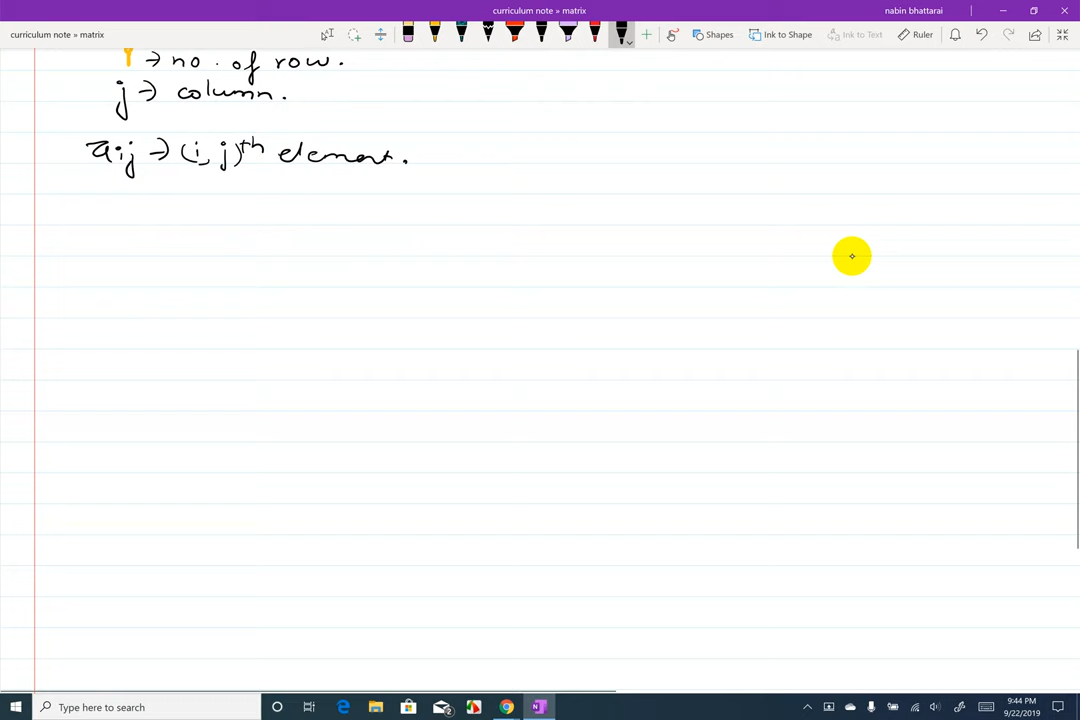 curriculum note » matrix
nabin bhattarai
curriculum note » matrix
Shapes
Ink to Shape
Ink to Text
Ruler
→ no. of row.
j → column.
aij → (i, j)th element.
Type here to search
9:44 PM
9/22/2019